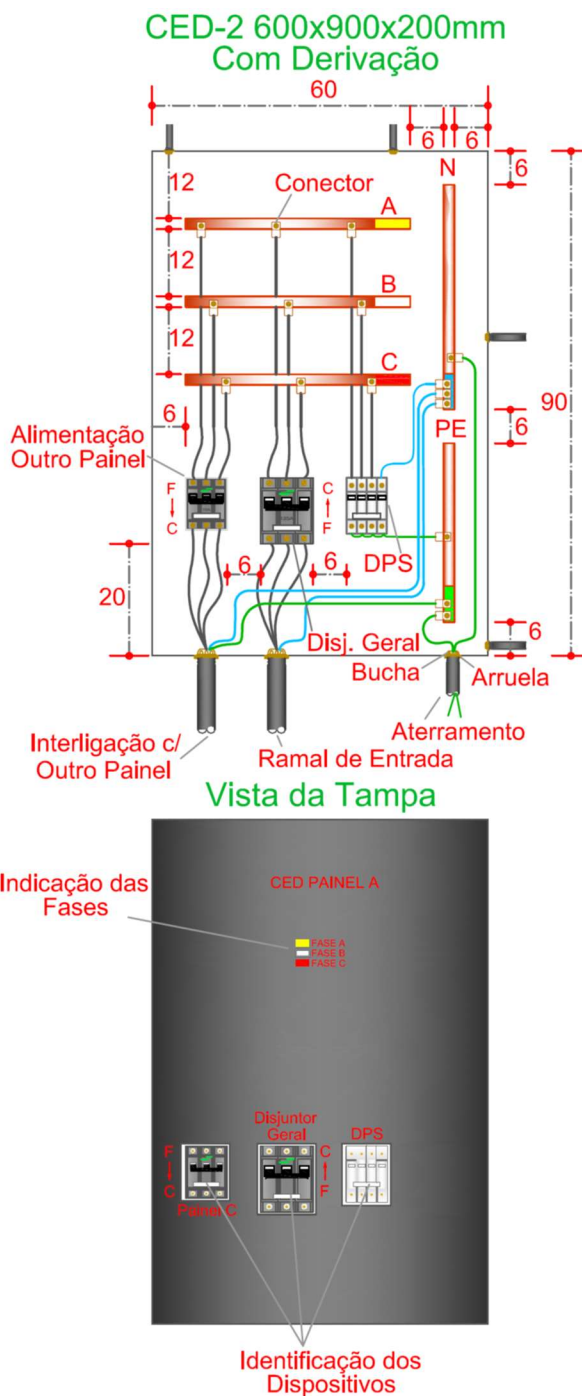 CED-2 600x900x200mm
Com Derivação
60
6
6
N
6
12
Conector
A
12
B
12
C
90
6
Alimentação
Outro Painel
PE
6
F
C
C
F
DPS
20
6
6
6
Disj. Geral
Bucha
Arruela
Aterramento
Interligação c/
Outro Painel
Ramal de Entrada
Vista da Tampa
Indicação das
Fases
CED PAINEL A
FASE A
FASE B
FASE C
Disjuntor
Geral
DPS
F
C
C
F
Painel C
Identificação dos
Dispositivos